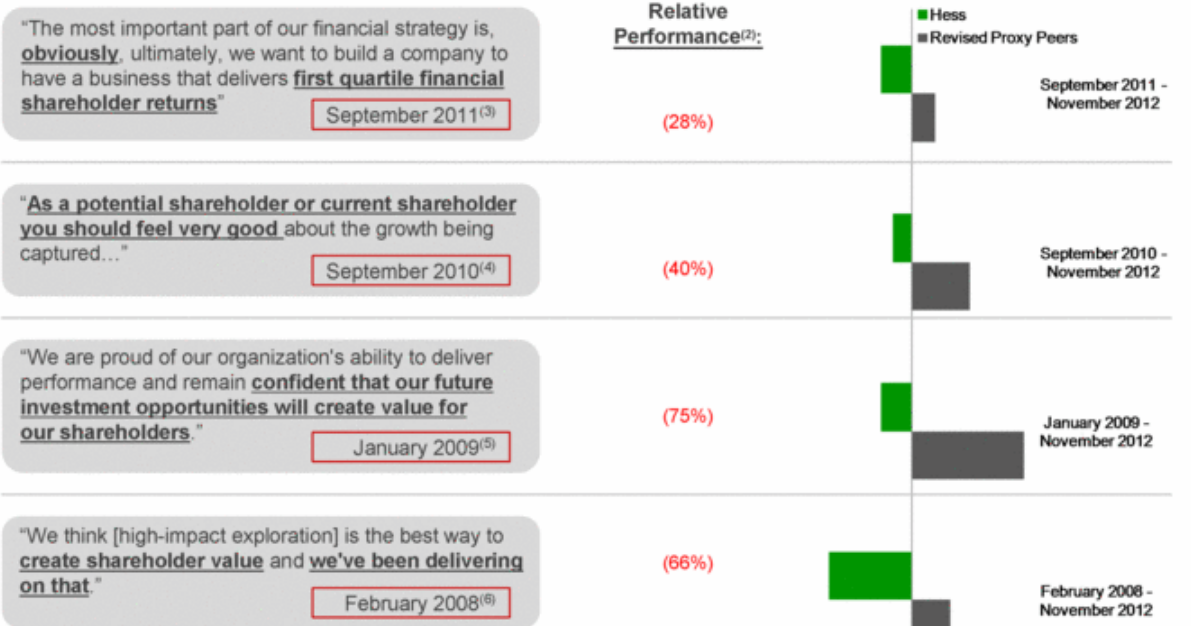 Relative
Performance(2):
Hess
Revised Proxy Peers
"The most important part of our financial strategy is,
obviously, ultimately, we want to build a company to
have a business that delivers first quartile financial
shareholder returns"
September 2011(3)
(28%)
September 2011 -
November 2012
"As a potential shareholder or current shareholder
you should feel very good about the growth being
captured…"
September 2010(4)
(40%)
September 2010 -
November 2012
"We are proud of our organization's ability to deliver
performance and remain confident that our future
investment opportunities will create value for
our shareholders."
January 2009(5)
(75%)
January 2009 -
November 2012
"We think [high-impact exploration] is the best way to
create shareholder value and we've been delivering
on that."
February 2008(6)
(66%)
February 2008 -
November 2012